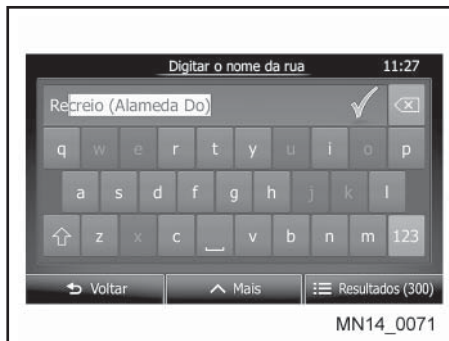 Digitar o nome da rua 11:27
Recreio (Alameda Do)
q w e r t y u i o p
a s d f g h j k l
z x c v b n m 123
Voltar Mais Resultados (300)
MN14_0071